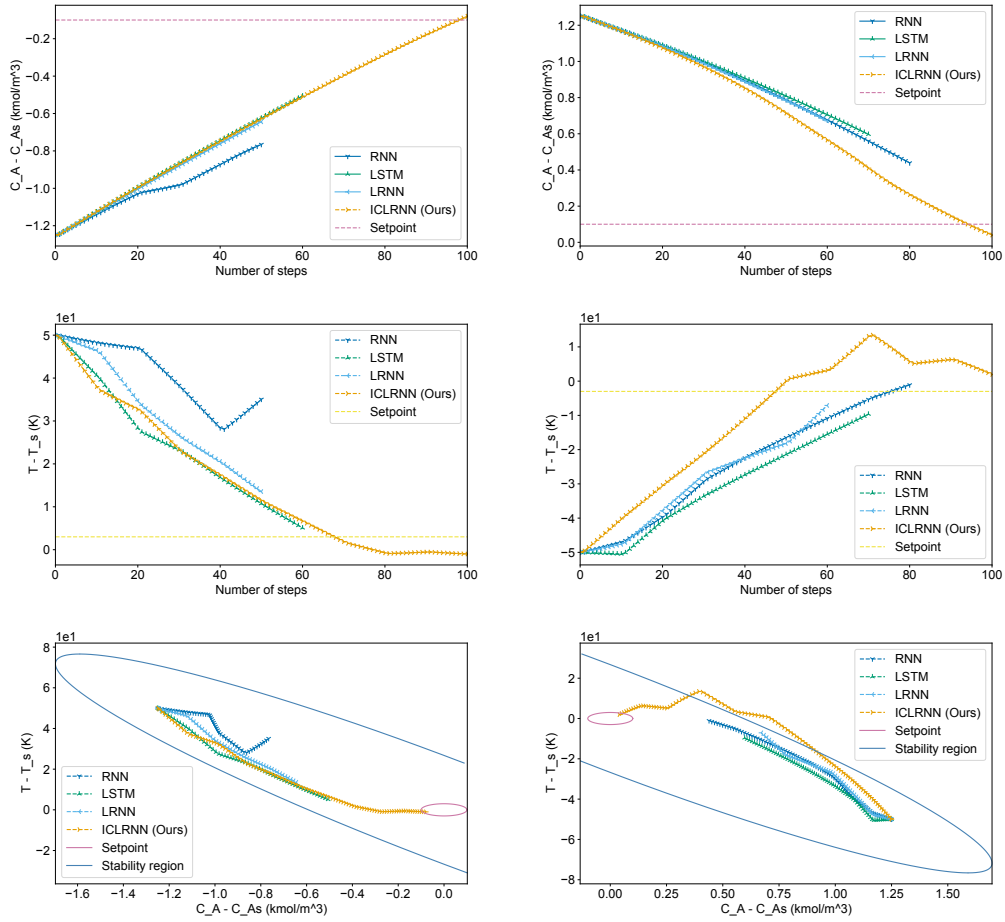 C_A - C_As (kmol/m^3)
−0.2
−0.4
−0.6
−0.8
−1.0
−1.2
RNN
LSTM
LRNN
ICLRNN (Ours)
Setpoint
0 20 40 60 80 100
Number of steps
C_A - C_As (kmol/m^3)
1.2
1.0
0.8
0.6
0.4
0.2
0.0
RNN
LSTM
LRNN
ICLRNN (Ours)
Setpoint
0 20 40 60 80 100
Number of steps
1e1
T - T_s (K)
5
4
3
2
1
0
RNN
LSTM
LRNN
ICLRNN (Ours)
Setpoint
0 20 40 60 80 100
Number of steps
1e1
T - T_s (K)
1
0
−1
−2
−3
−4
−5
RNN
LSTM
LRNN
ICLRNN (Ours)
Setpoint
0 20 40 60 80 100
Number of steps
1e1
T - T_s (K)
8
6
4
2
0
−2
RNN
LSTM
LRNN
ICLRNN (Ours)
Setpoint
Stability region
−1.6 −1.4 −1.2 −1.0 −0.8 −0.6 −0.4 −0.2 0.0
C_A - C_As (kmol/m^3)
1e1
T - T_s (K)
4
2
0
−2
−4
−6
−8
RNN
LSTM
LRNN
ICLRNN (Ours)
Setpoint
Stability region
0.00 0.25 0.50 0.75 1.00 1.25 1.50
C_A - C_As (kmol/m^3)